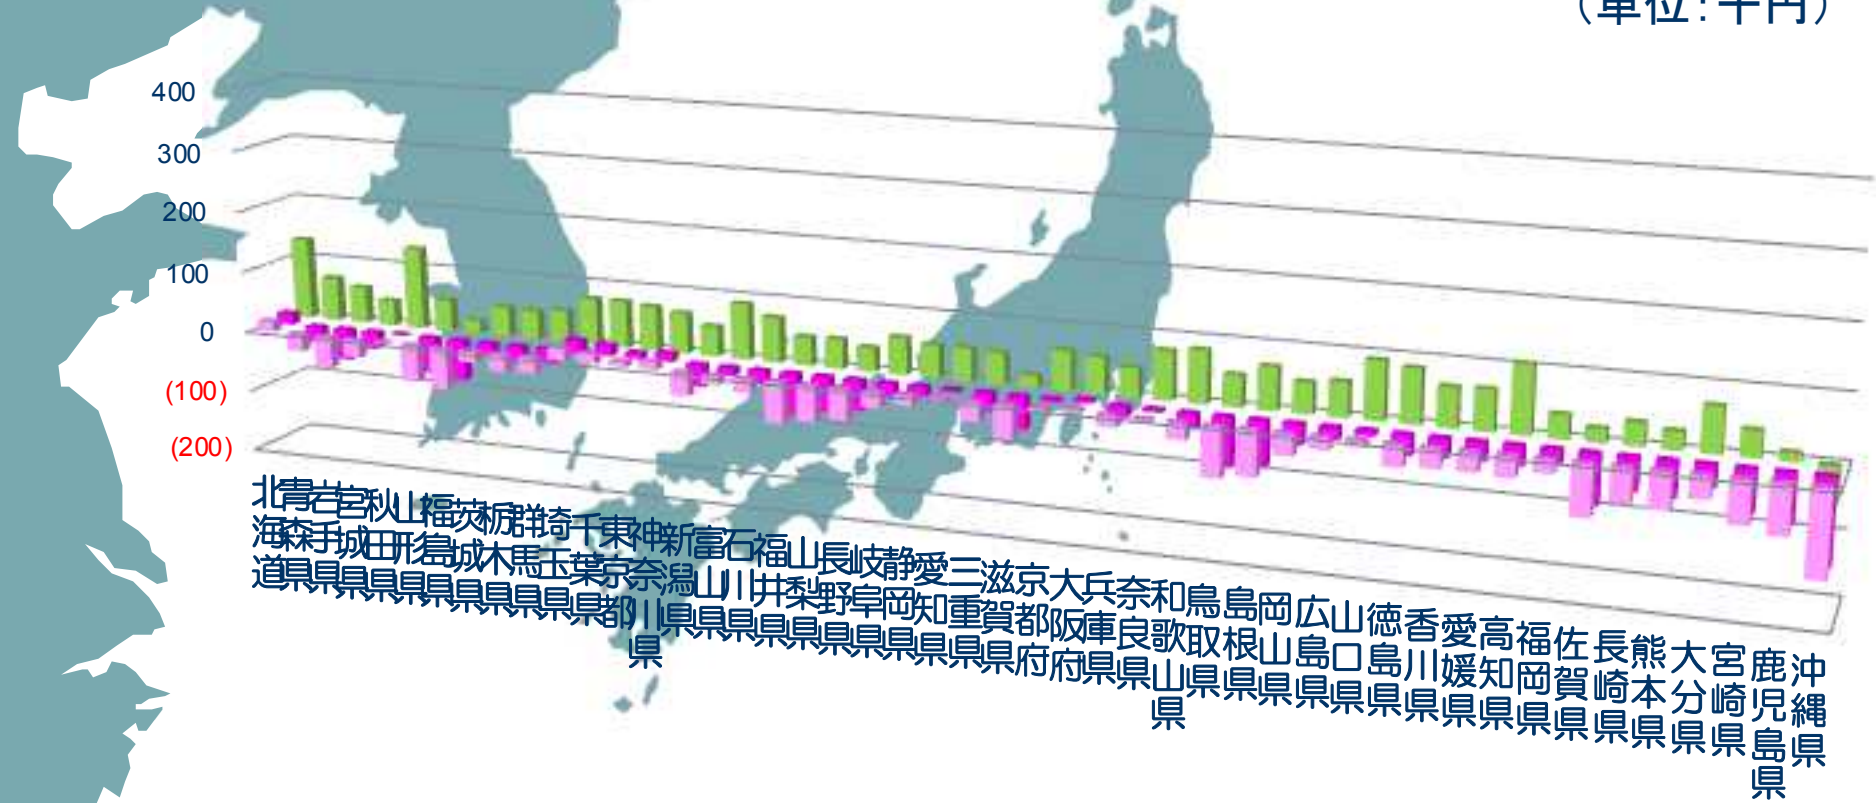 （単位：千円）
400
300
200
100
0
(100)
(200)
北海道
青森県
岩手県
宮城県
秋田県
山形県
福島県
茨城県
栃木県
群馬県
埼玉県
千葉県
東京都
神奈川県
新潟県
富山県
石川県
福井県
山梨県
長野県
岐阜県
静岡県
愛知県
三重県
滋賀県
京都府
大阪府
兵庫県
奈良県
和歌山県
鳥取県
島根県
岡山県
広島県
山口県
徳島県
香川県
愛媛県
高知県
福岡県
佐賀県
長崎県
熊本県
大分県
宮崎県
鹿児島県
沖縄県